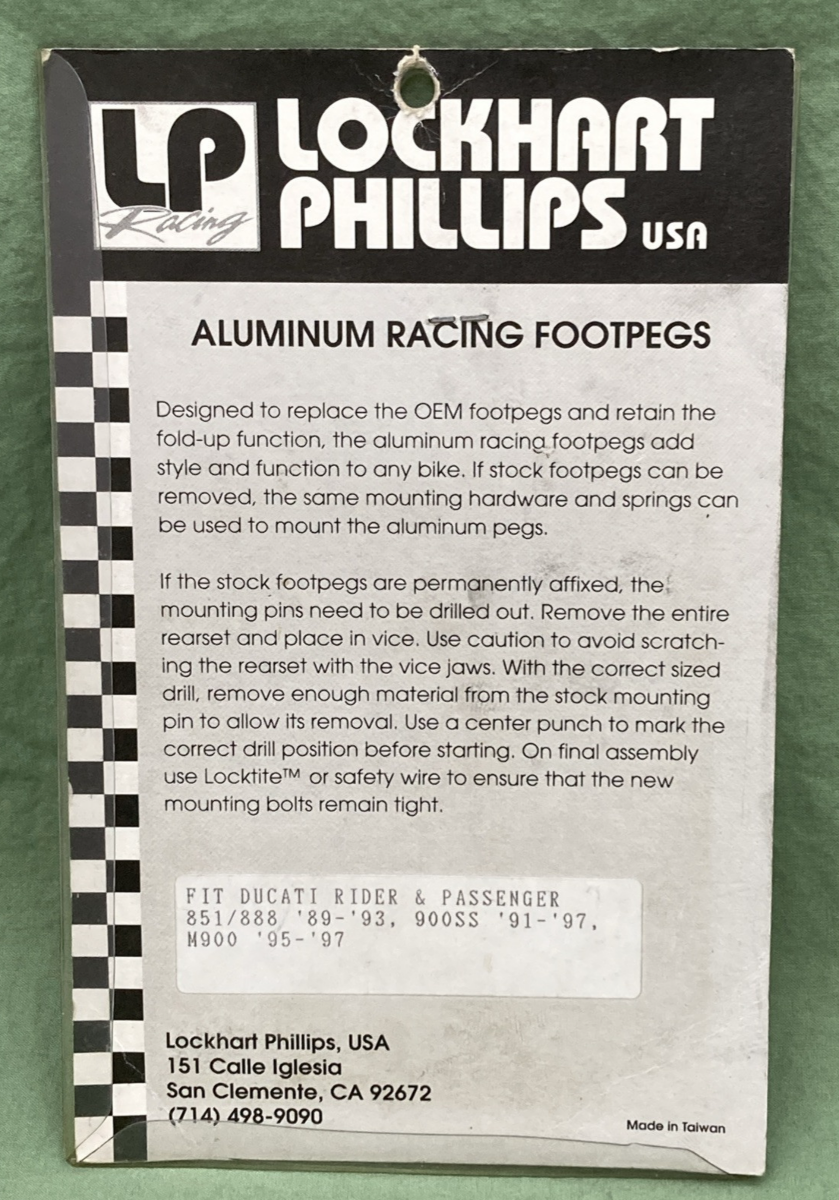 LP
Racing
LOCKHART
PHILLIPS USA
ALUMINUM RACING FOOTPEGS
Designed to replace the OEM footpegs and retain the
fold-up function, the aluminum racing footpegs add
style and function to any bike. If stock footpegs can be
removed, the same mounting hardware and springs can
be used to mount the aluminum pegs.
If the stock footpegs are permanently affixed, the
mounting pins need to be drilled out. Remove the entire
rearset and place in vice. Use caution to avoid scratch-
ing the rearset with the vice jaws. With the correct sized
drill, remove enough material from the stock mounting
pin to allow its removal. Use a center punch to mark the
correct drill position before starting. On final assembly
use Locktite™ or safety wire to ensure that the new
mounting bolts remain tight.
FIT DUCATI RIDER & PASSENGER
851/888 '89-'93, 900SS '91-'97,
M900 '95-'97
Lockhart Phillips, USA
151 Calle Iglesia
San Clemente, CA 92672
(714) 498-9090
Made in Taiwan